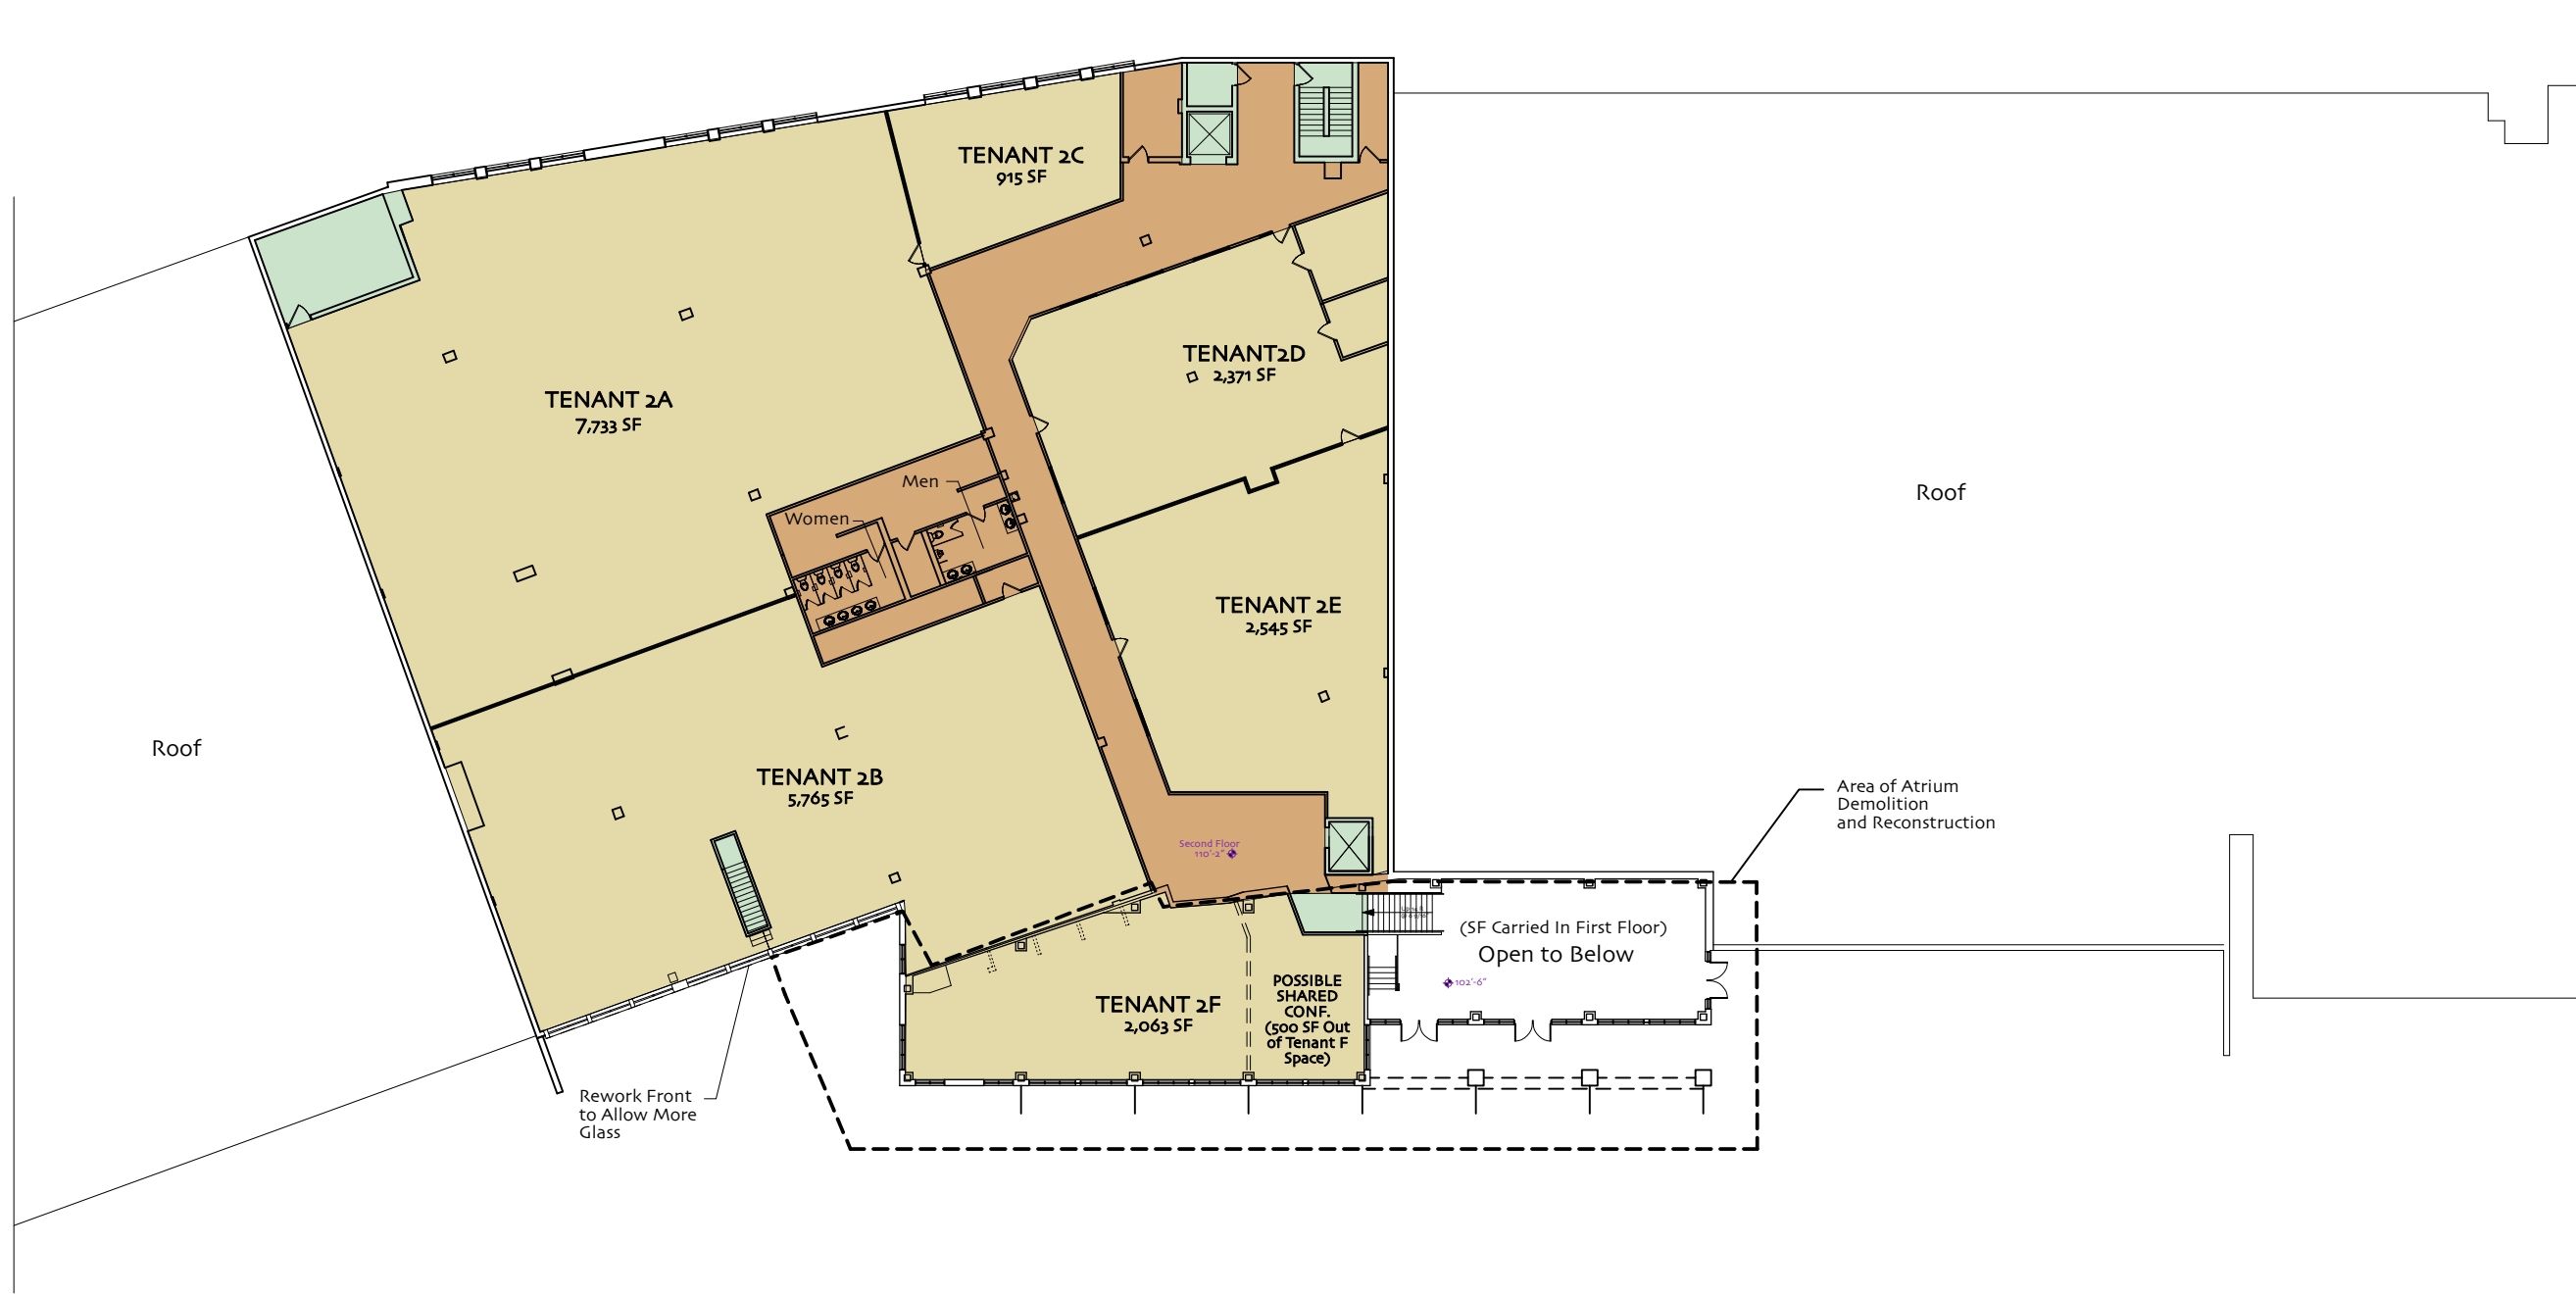 TENANT 2C
915 SF
TENANT 2A
7,733 SF
TENANT2D
2,371 SF
Men
Women
Roof
TENANT 2E
2,545 SF
Roof
TENANT 2B
5,765 SF
Area of Atrium
Demolition
and Reconstruction
Second Floor
110'-2"
(SF Carried In First Floor)
Open to Below
102'-6"
TENANT 2F
2,063 SF
POSSIBLE
SHARED
CONF.
(500 SF Out
of Tenant F
Space)
Rework Front
to Allow More
Glass